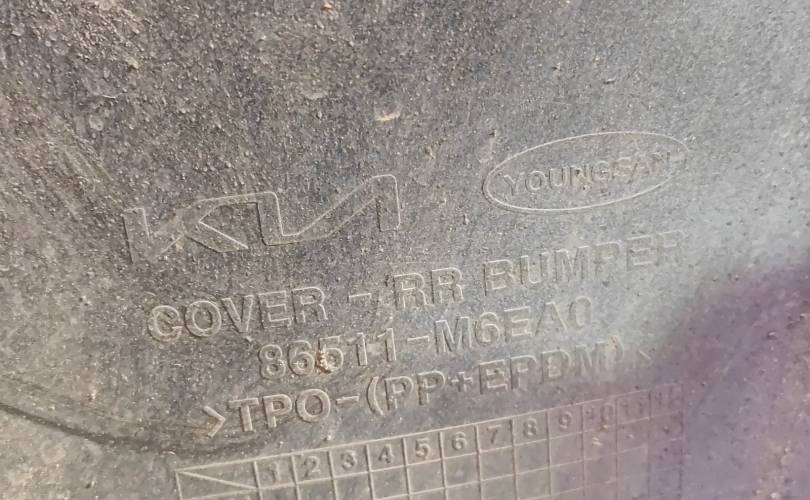 KIA
YOUNGSAN
COVER - RR BUMPER
86511-M6EA0
>TPO-(PP+EPDM)<
1 2 3 4 5 6 7 8 9 10 11 12